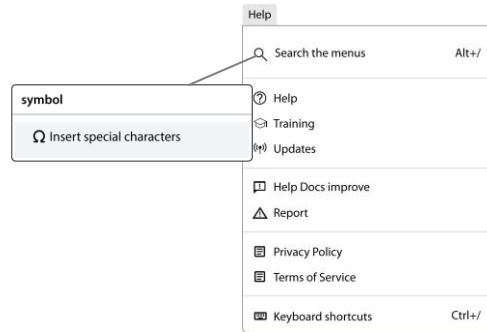 Help
Search the menus Alt+/
symbol
Ω Insert special characters
Help
Training
Updates
Help Docs improve
Report
Privacy Policy
Terms of Service
Keyboard shortcuts Ctrl+/